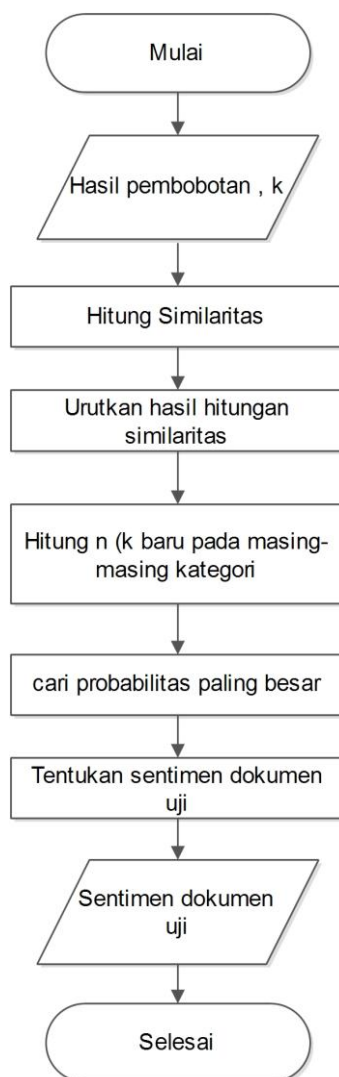 Mulai
Hasil pembobotan , k
Hitung Similaritas
Urutkan hasil hitungan
similaritas
Hitung n (k baru pada masing-
masing kategori
cari probabilitas paling besar
Tentukan sentimen dokumen
uji
Sentimen dokumen
uji
Selesai